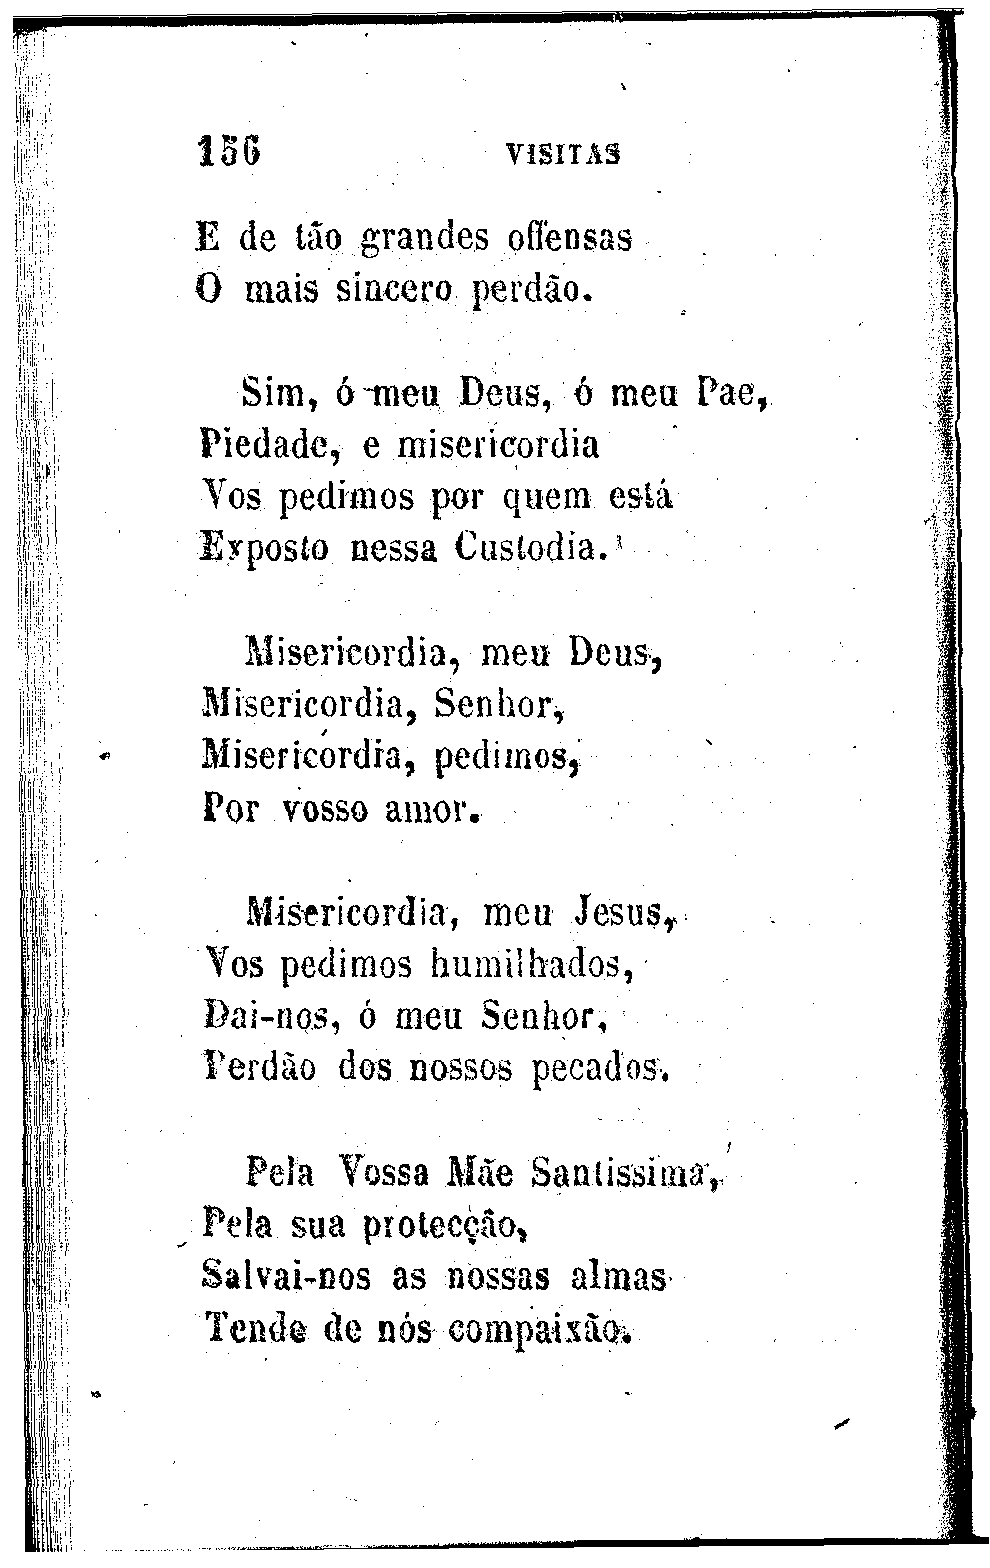 156 VISITAS
E de tão grandes offensas
O mais sincero perdão.
Sim, ó meu Deus, ó meu Pae,
Piedade, e misericordia
Vos pedimos por quem está
Exposto nessa Custodia.
Misericordia, meu Deus,
Misericordia, Senhor,
Misericordia, pedimos,
Por vosso amor.
Misericordia, meu Jesus,
Vos pedimos humilhados,
Dai-nos, ó meu Senhor,
Perdão dos nossos pecados.
Pela Vossa Mãe Santissima,
Pela sua protecção,
Salvai-nos as nossas almas
Tende de nós compaixão.